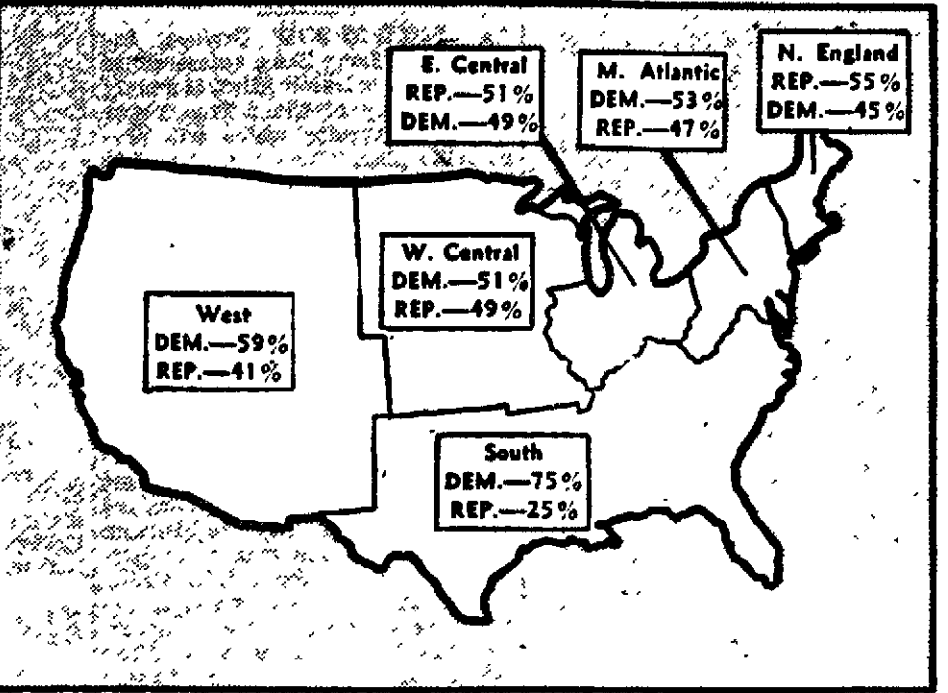 E. Central
REP.—51%
DEM.—49%
M. Atlantic
DEM.—53%
REP.—47%
N. England
REP.—55%
DEM.—45%
W. Central
DEM.—51%
REP.—49%
West
DEM.—59%
REP.—41%
South
DEM.—75%
REP.—25%